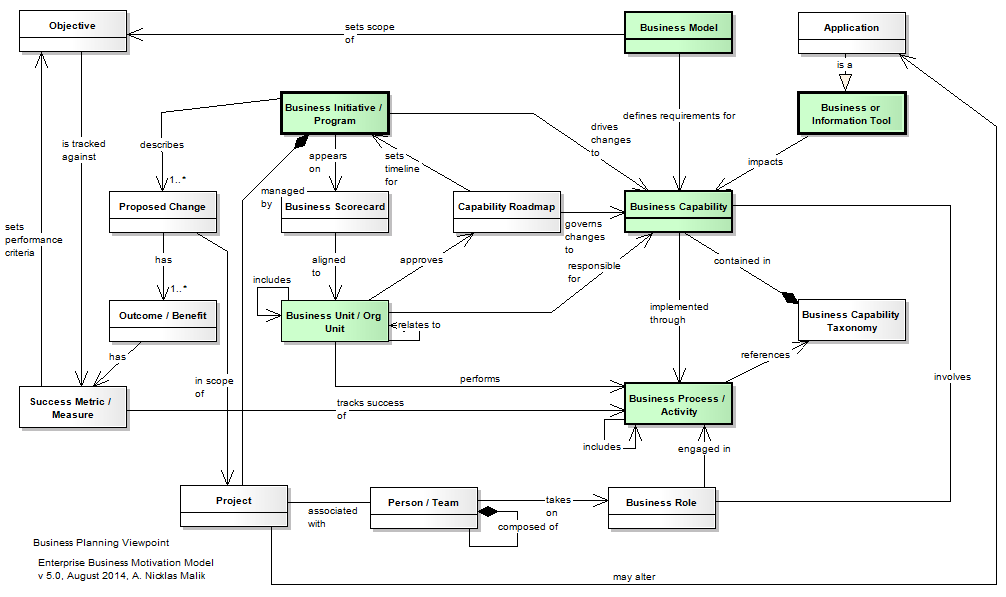 Objective
sets scope
of
Business Model
Application
is a
Business Initiative /
Program
Business or
Information Tool
is tracked
against
describes
appears
on
sets
timeline
for
drives
changes
to
defines requirements for
impacts
1..*
managed
by
Proposed Change
Business Scorecard
Capability Roadmap
Business Capability
sets
performance
criteria
governs
changes
to
has
aligned
to
approves
responsible
for
contained in
includes
1..*
Outcome / Benefit
Business Unit / Org
Unit
relates to
implemented
through
Business Capability
Taxonomy
has
references
in scope
of
performs
involves
Success Metric /
Measure
tracks success
of
Business Process /
Activity
includes
engaged in
Project
associated
with
Person / Team
takes
on
composed of
Business Role
Business Planning Viewpoint
Enterprise Business Motivation Model
v 5.0, August 2014, A. Nicklas Malik
may alter